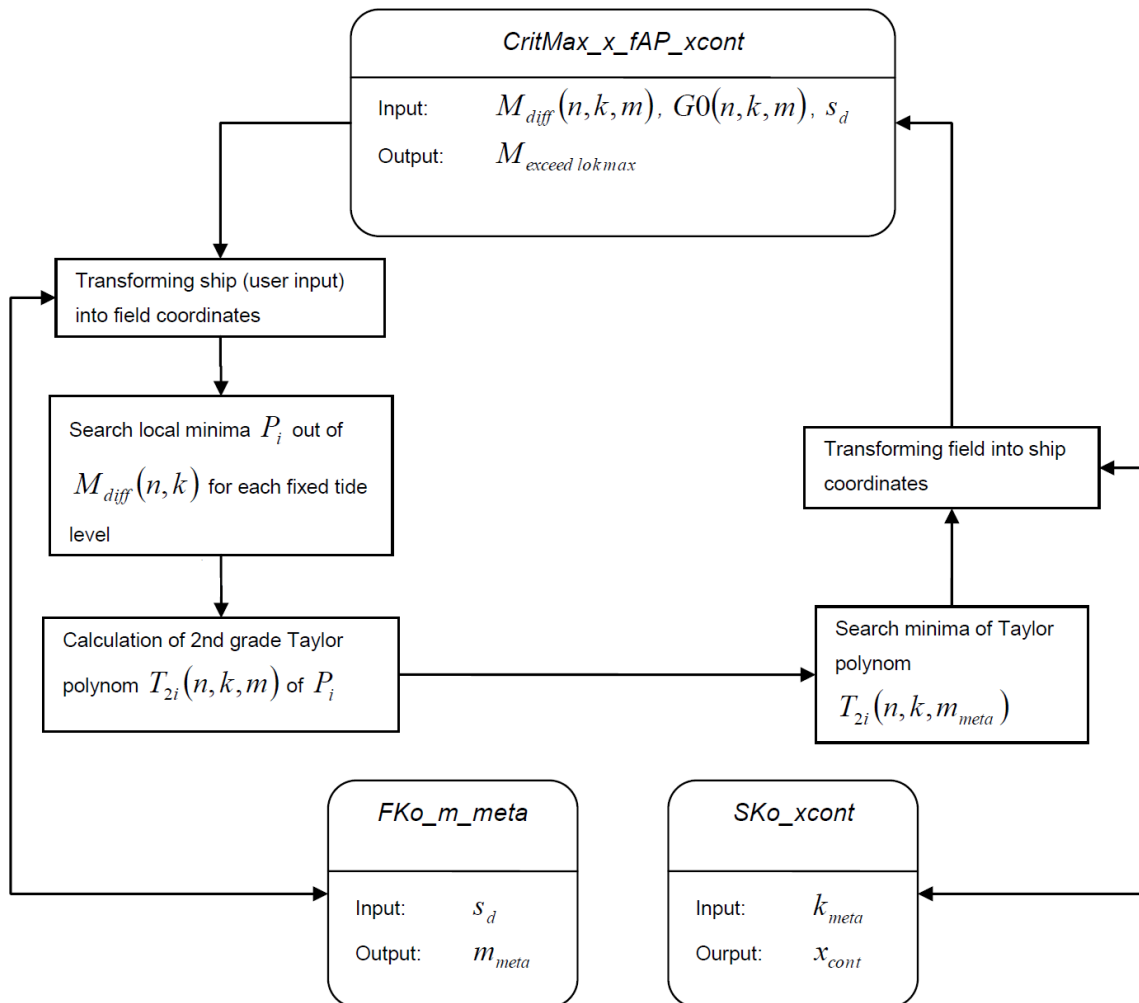 CritMax_x_fAP_xcont
Input: M_diff(n,k,m), G0(n,k,m), s_d
Output: M_exceed lokmax
Transforming ship (user input)
into field coordinates
Search local minima P_i out of
M_diff(n,k) for each fixed tide
level
Calculation of 2nd grade Taylor
polynom T_2i(n,k,m) of P_i
Transforming field into ship
coordinates
Search minima of Taylor
polynom
T_2i(n,k,m_meta)
FKo_m_meta
Input: s_d
Output: m_meta
SKo_xcont
Input: k_meta
Ourput: x_cont